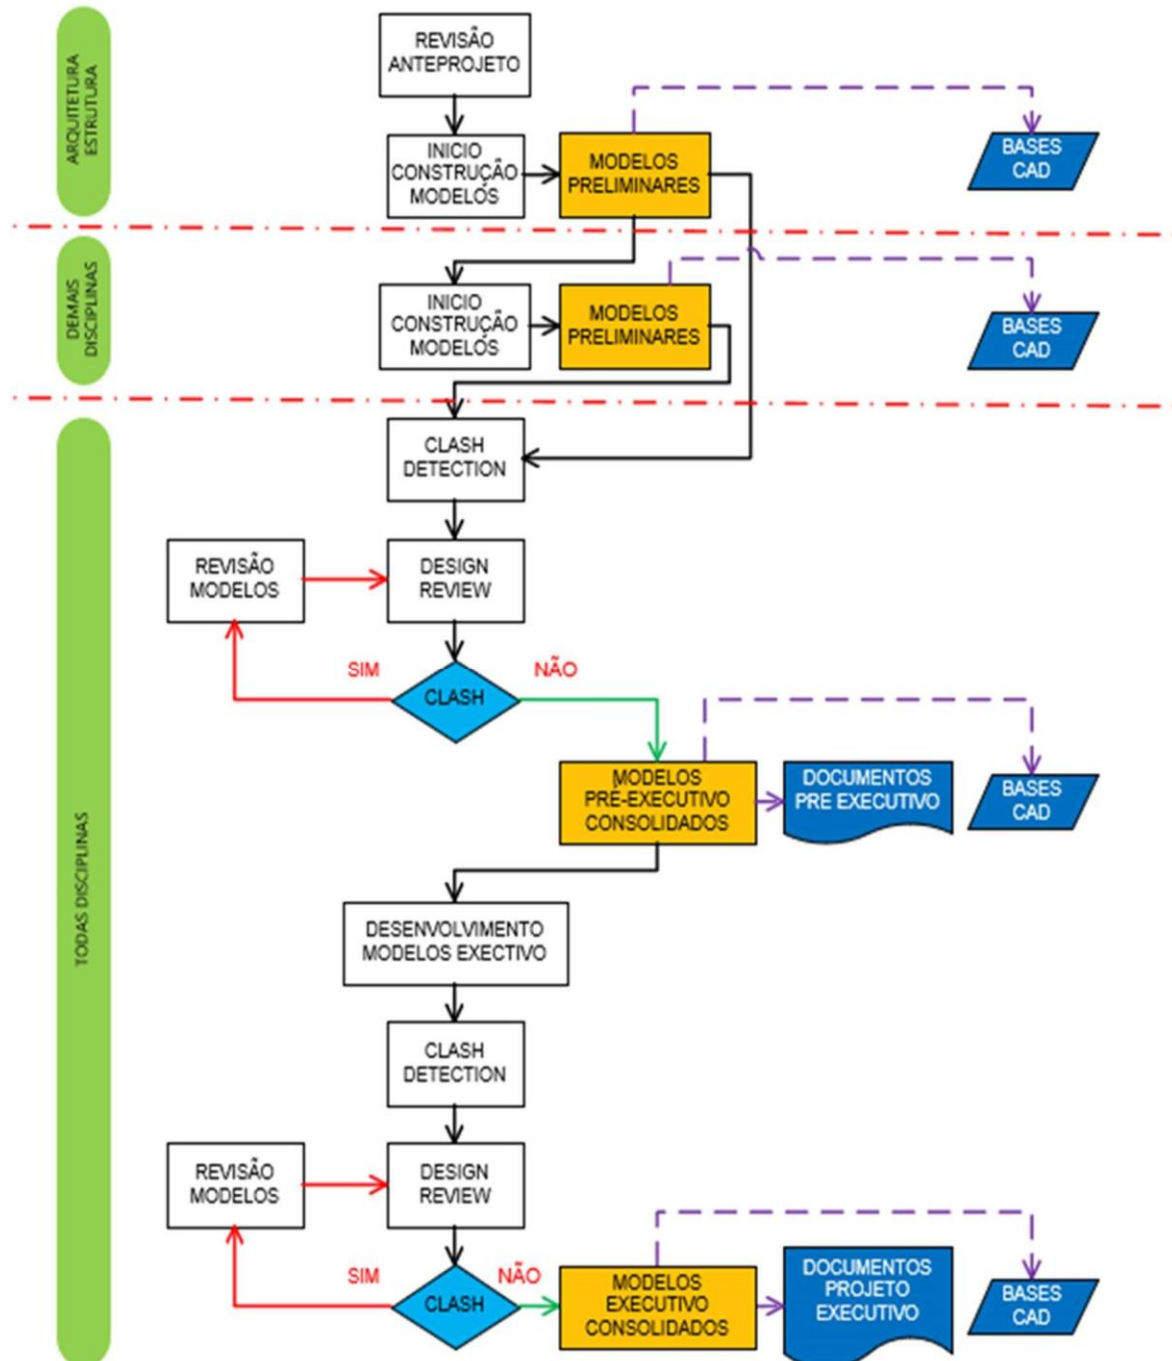 ARQUITETURA
ESTRUTURA
REVISÃO
ANTEPROJETO
INICIO
CONSTRUÇÃO
MODELOS
MODELOS
PRELIMINARES
BASES
CAD
DEMAIS
DISCIPLINAS
INICIO
CONSTRUÇÃO
MODELOS
MODELOS
PRELIMINARES
BASES
CAD
TODAS DISCIPLINAS
CLASH
DETECTION
REVISÃO
MODELOS
DESIGN
REVIEW
SIM
CLASH
NÃO
MODELOS
PRÉ-EXECUTIVO
CONSOLIDADOS
DOCUMENTOS
PRE EXECUTIVO
BASES
CAD
DESENVOLVIMENTO
MODELOS EXECTIVO
CLASH
DETECTION
REVISÃO
MODELOS
DESIGN
REVIEW
SIM
CLASH
NÃO
MODELOS
EXECUTIVO
CONSOLIDADOS
DOCUMENTOS
PROJETO
EXECUTIVO
BASES
CAD